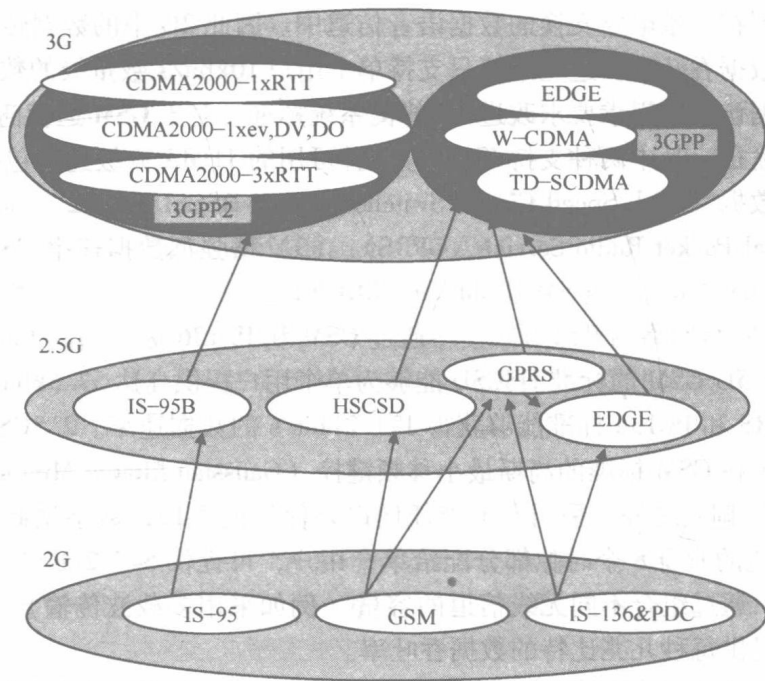 3G
CDMA2000-1xRTT
CDMA2000-1xev,DV,DO
CDMA2000-3xRTT
3GPP2
EDGE
W-CDMA
3GPP
TD-SCDMA
2.5G
IS-95B
HSCSD
GPRS
EDGE
2G
IS-95
GSM
IS-136&PDC